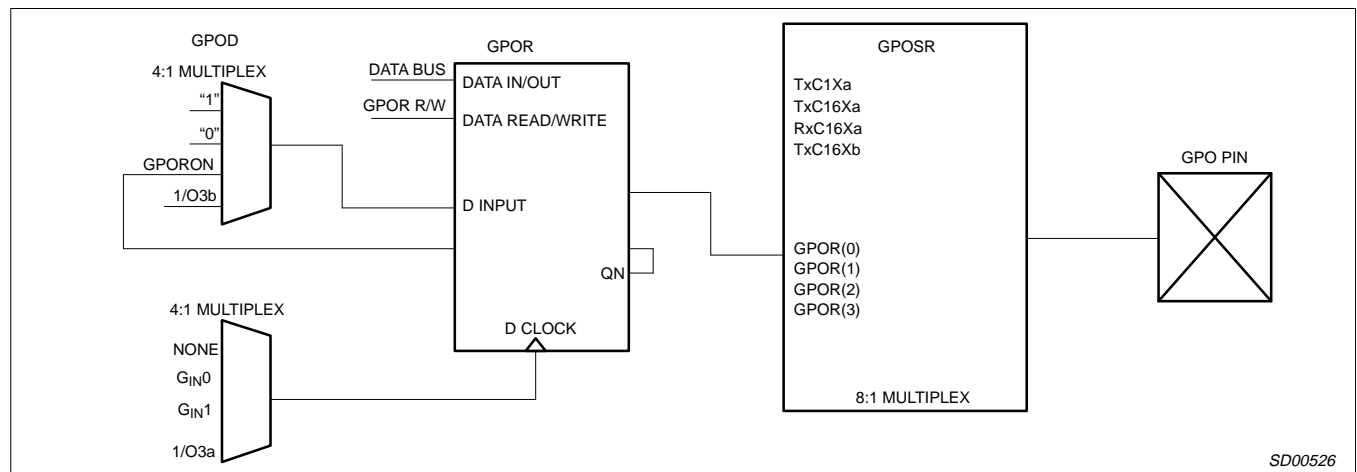 GPOD
4:1 MULTIPLEX
“1”
“0”
GPORON
1/O3b
4:1 MULTIPLEX
NONE
GIN0
GIN1
1/O3a
GPOR
DATA BUS
DATA IN/OUT
GPOR R/W
DATA READ/WRITE
D INPUT
QN
D CLOCK
GPOSR
TxC1Xa
TxC16Xa
RxC16Xa
TxC16Xb
GPOR(0)
GPOR(1)
GPOR(2)
GPOR(3)
8:1 MULTIPLEX
GPO PIN
SD00526